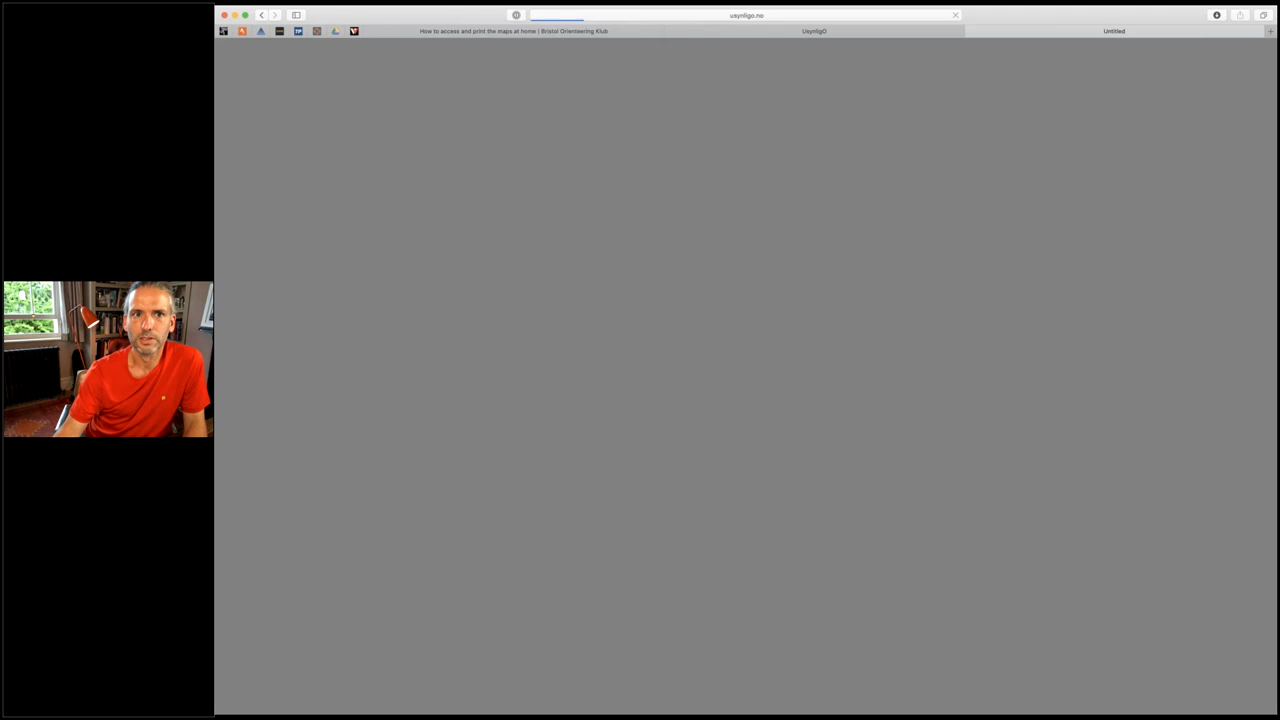 usynligo.no
How to access and print the maps at home | Bristol Orienteering Klub
UsynligO
Untitled